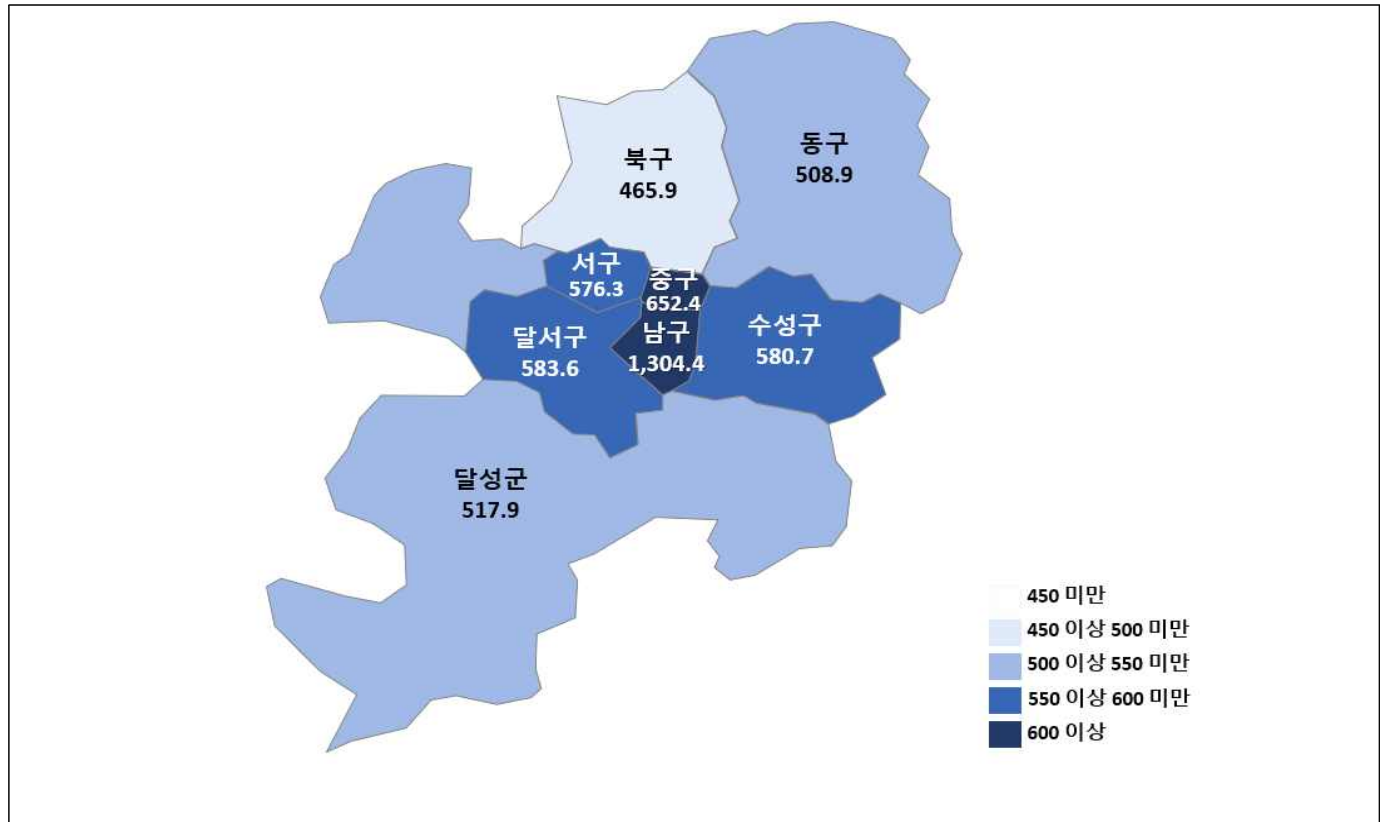 동구
508.9
북구
465.9
서구
576.3
중구
652.4
달서구
583.6
남구
1,304.4
수성구
580.7
달성군
517.9
450 미만
450 이상 500 미만
500 이상 550 미만
550 이상 600 미만
600 이상